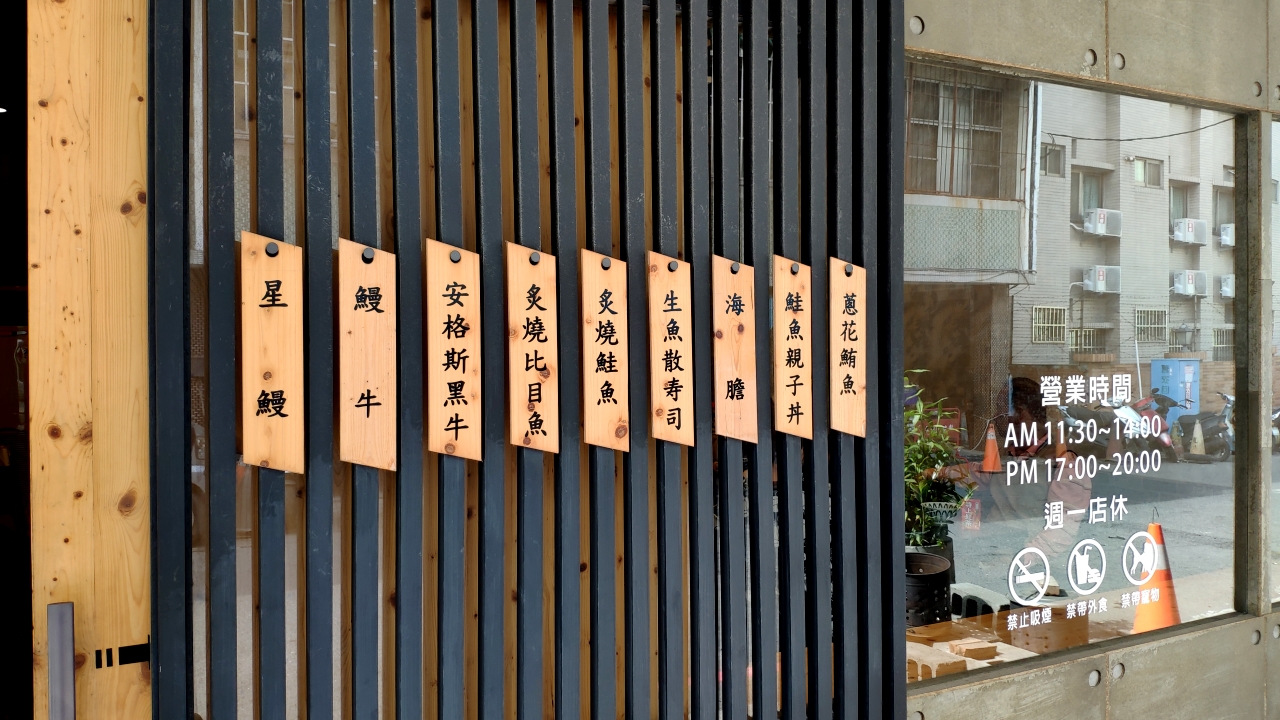 星鰻
鰻牛
安格斯黑牛
炙燒比目魚
炙燒鮭魚
生魚散寿司
海膽
鮭魚親子丼
蔥花鮪魚
營業時間
AM 11:30~14:00
PM 17:00~20:00
週一店休
禁止吸煙 禁帶外食 禁帶寵物